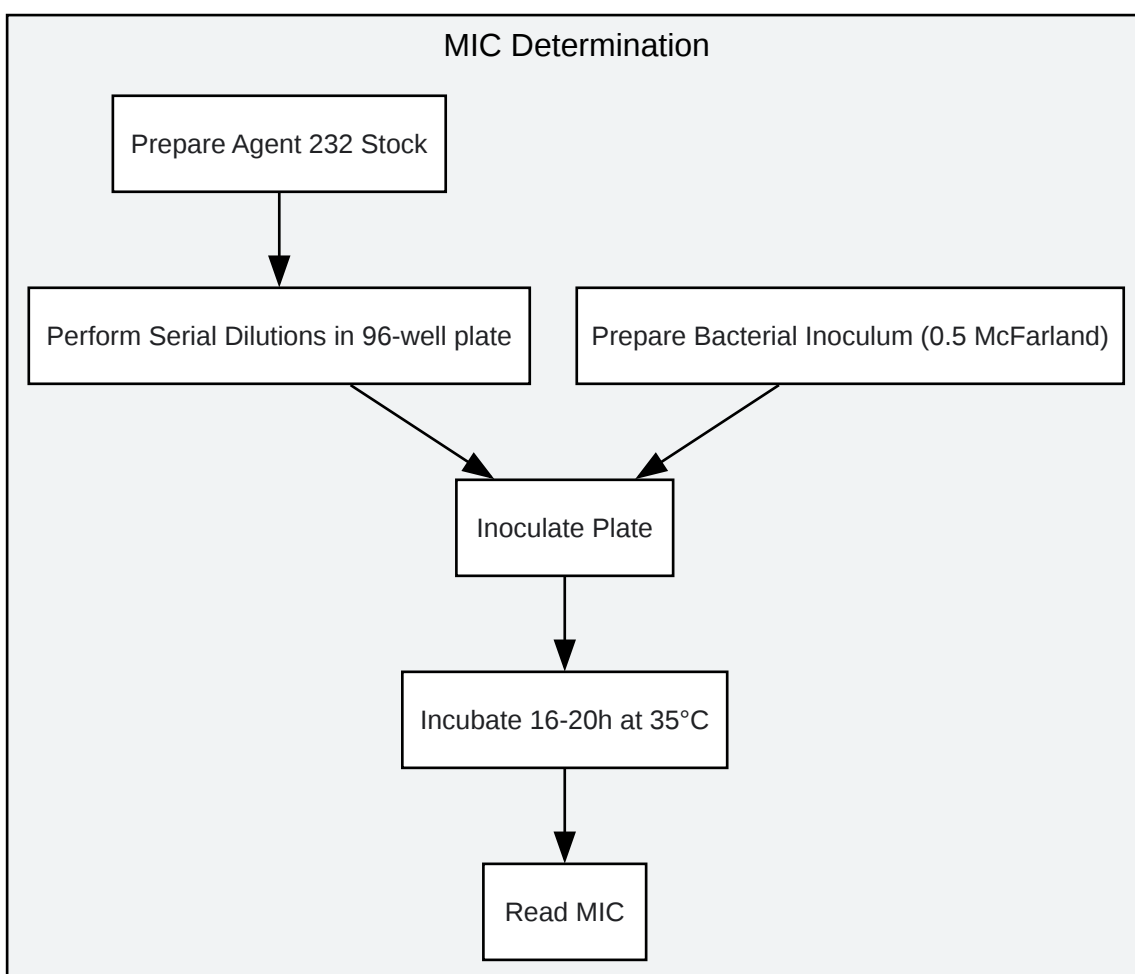 MIC Determination
Prepare Agent 232 Stock
Perform Serial Dilutions in 96-well plate
Prepare Bacterial Inoculum (0.5 McFarland)
Inoculate Plate
Incubate 16-20h at 35°C
Read MIC